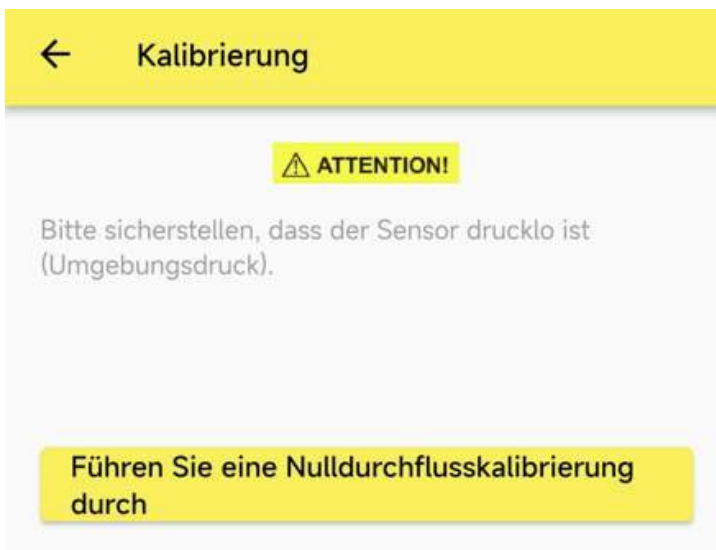 Kalibrierung
ATTENTION!
Bitte sicherstellen, dass der Sensor drucklo ist
(Umgebungsdruck).
Führen Sie eine Nulldurchflusskalibrierung
durch